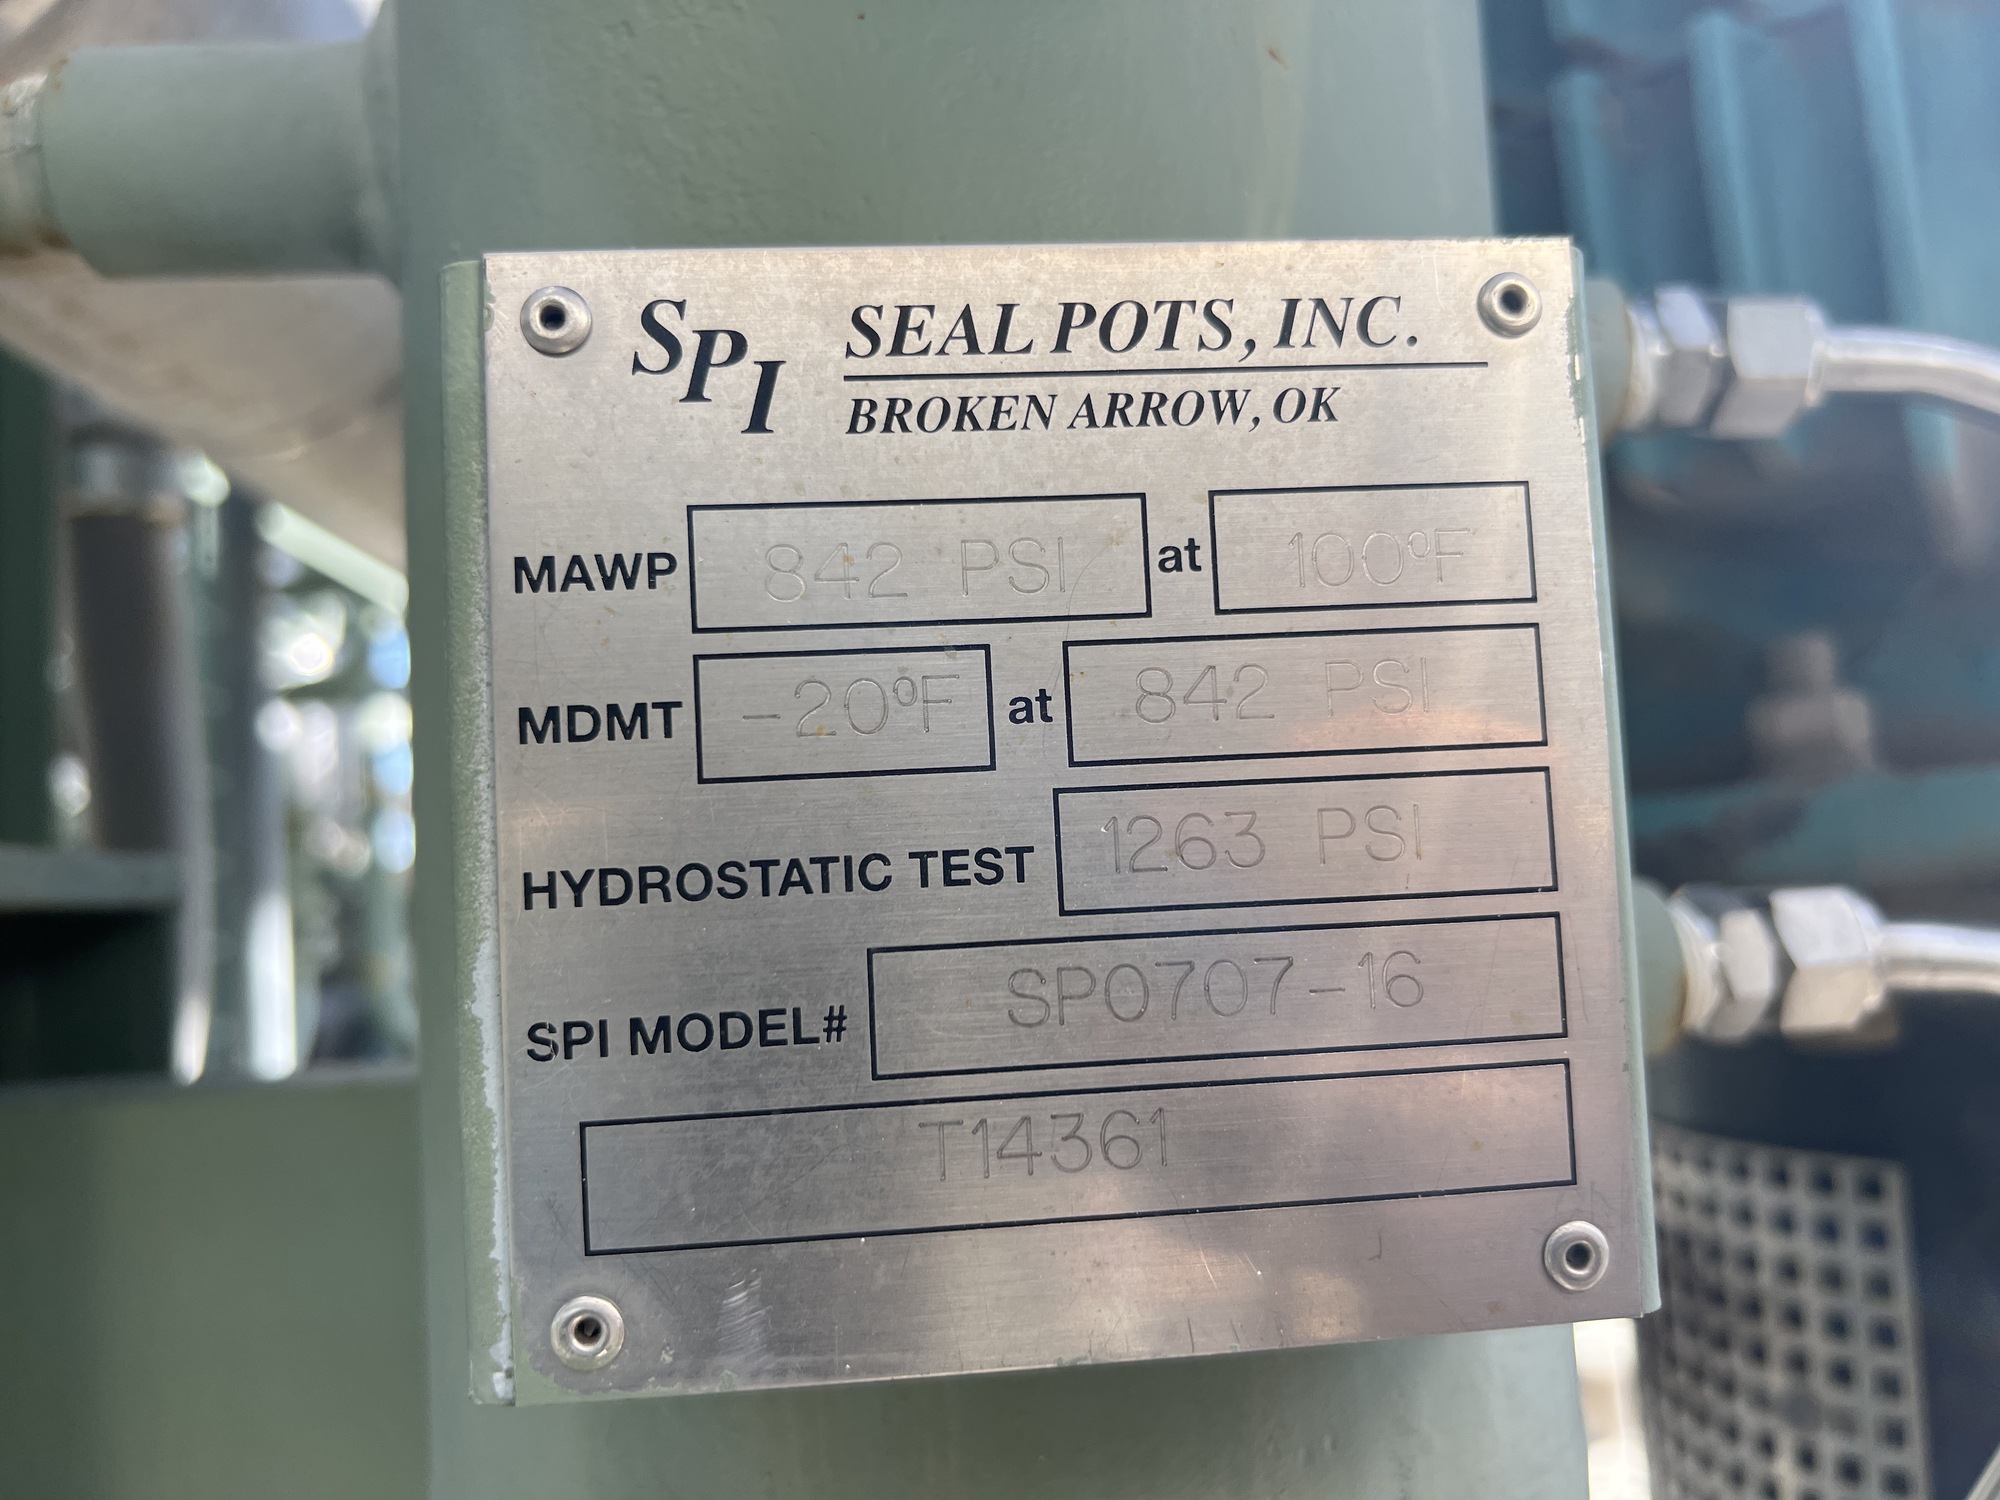 SPI SEAL POTS, INC.
BROKEN ARROW, OK
MAWP 842 PSI at 100°F
MDMT -20°F at 842 PSI
HYDROSTATIC TEST 1263 PSI
SPI MODEL# SP0707-16
T14361